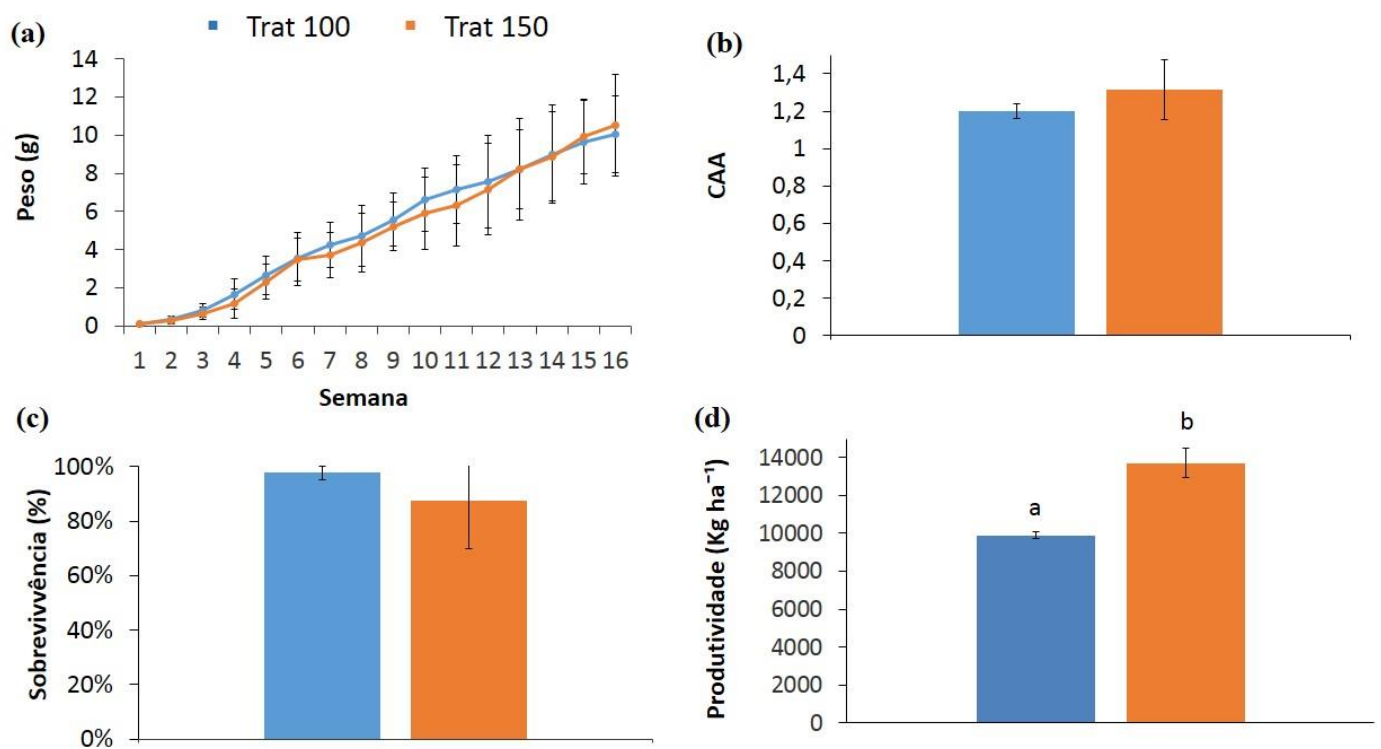 (a)
Trat 100 Trat 150
14
12
10
8
6
4
2
0
Peso (g)
1 2 3 4 5 6 7 8 9 10 11 12 13 14 15 16
Semana
(b)
1,4
1,2
1
0,8
0,6
0,4
0,2
0
CAA
(c)
100%
80%
60%
40%
20%
0%
Sobrevivvência (%)
(d)
a
b
14000
12000
10000
8000
6000
4000
2000
0
Produtividade (Kg ha⁻¹)